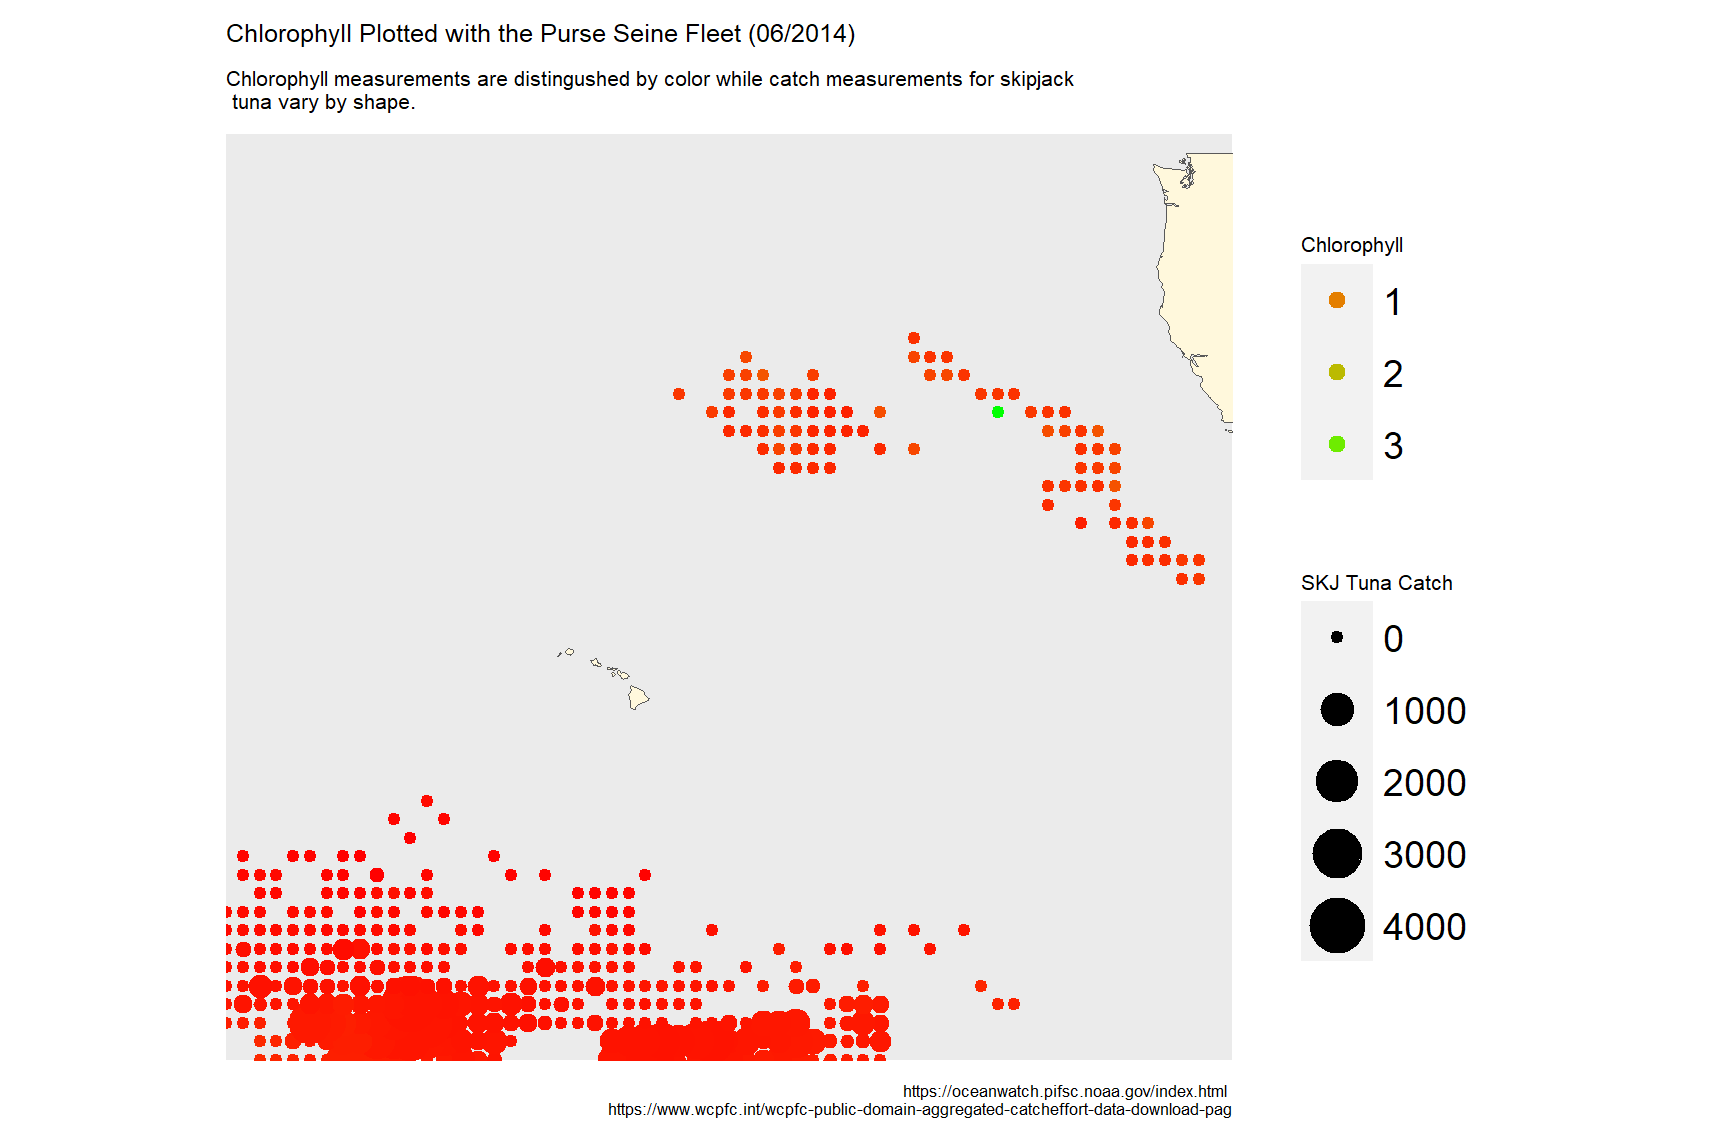 Chlorophyll Plotted with the Purse Seine Fleet (06/2014)
Chlorophyll measurements are distingushed by color while catch measurements for skipjack
tuna vary by shape.
Chlorophyll
1
2
3
SKJ Tuna Catch
0
1000
2000
3000
4000
https://oceanwatch.pifsc.noaa.gov/index.html
https://www.wcpfc.int/wcpfc-public-domain-aggregated-catcheffort-data-download-pag